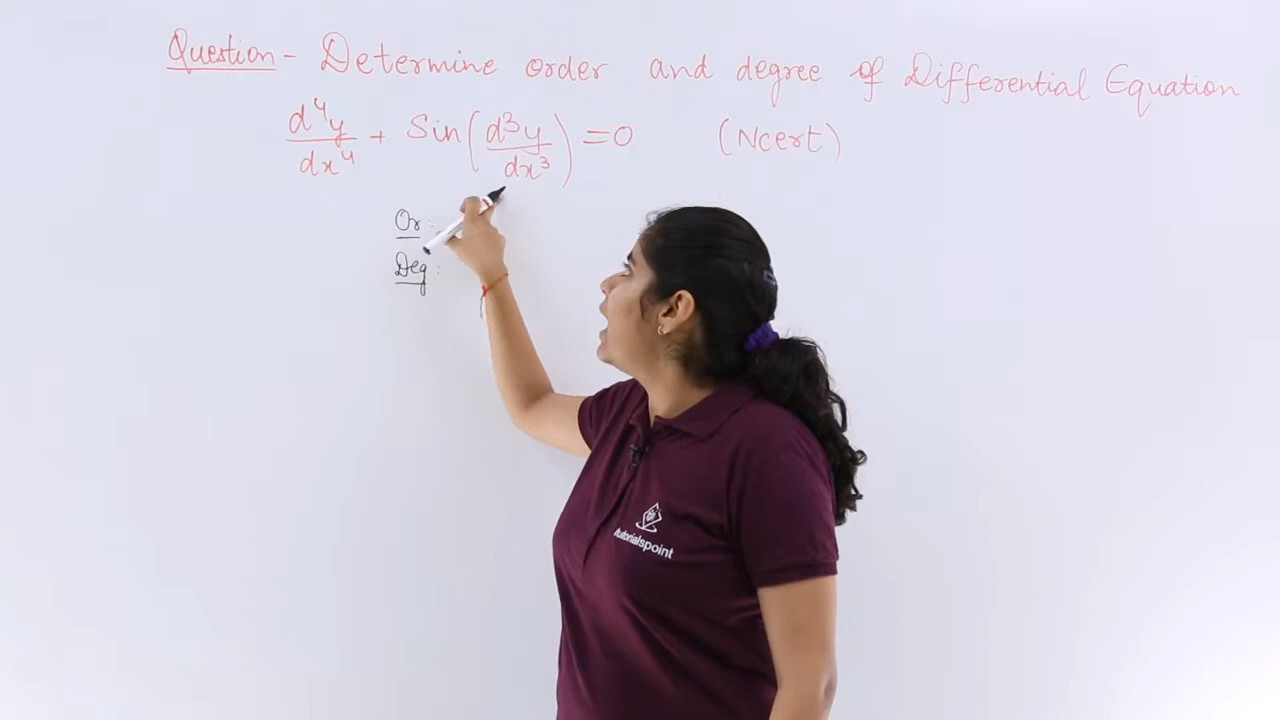 Question - Determine order and degree of Differential Equation
d⁴y/dx⁴ + Sin(d³y/dx³) = 0 (Ncert)
Or :
Deg :
tutorialspoint